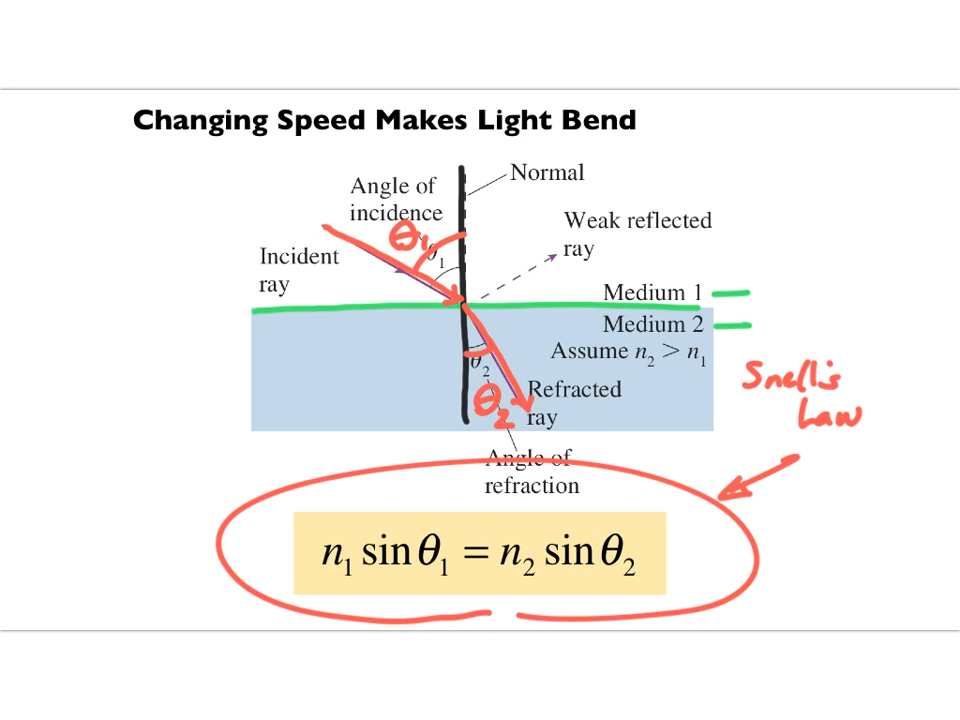 Changing Speed Makes Light Bend
Normal
Angle of
incidence
Weak reflected
ray
θ1
θ₁
Incident
ray
Medium 1
Medium 2
Assume n₂ > n₁
θ₂
θ2
Refracted
ray
Snell's
Law
Angle of
refraction
n₁ sin θ₁ = n₂ sin θ₂